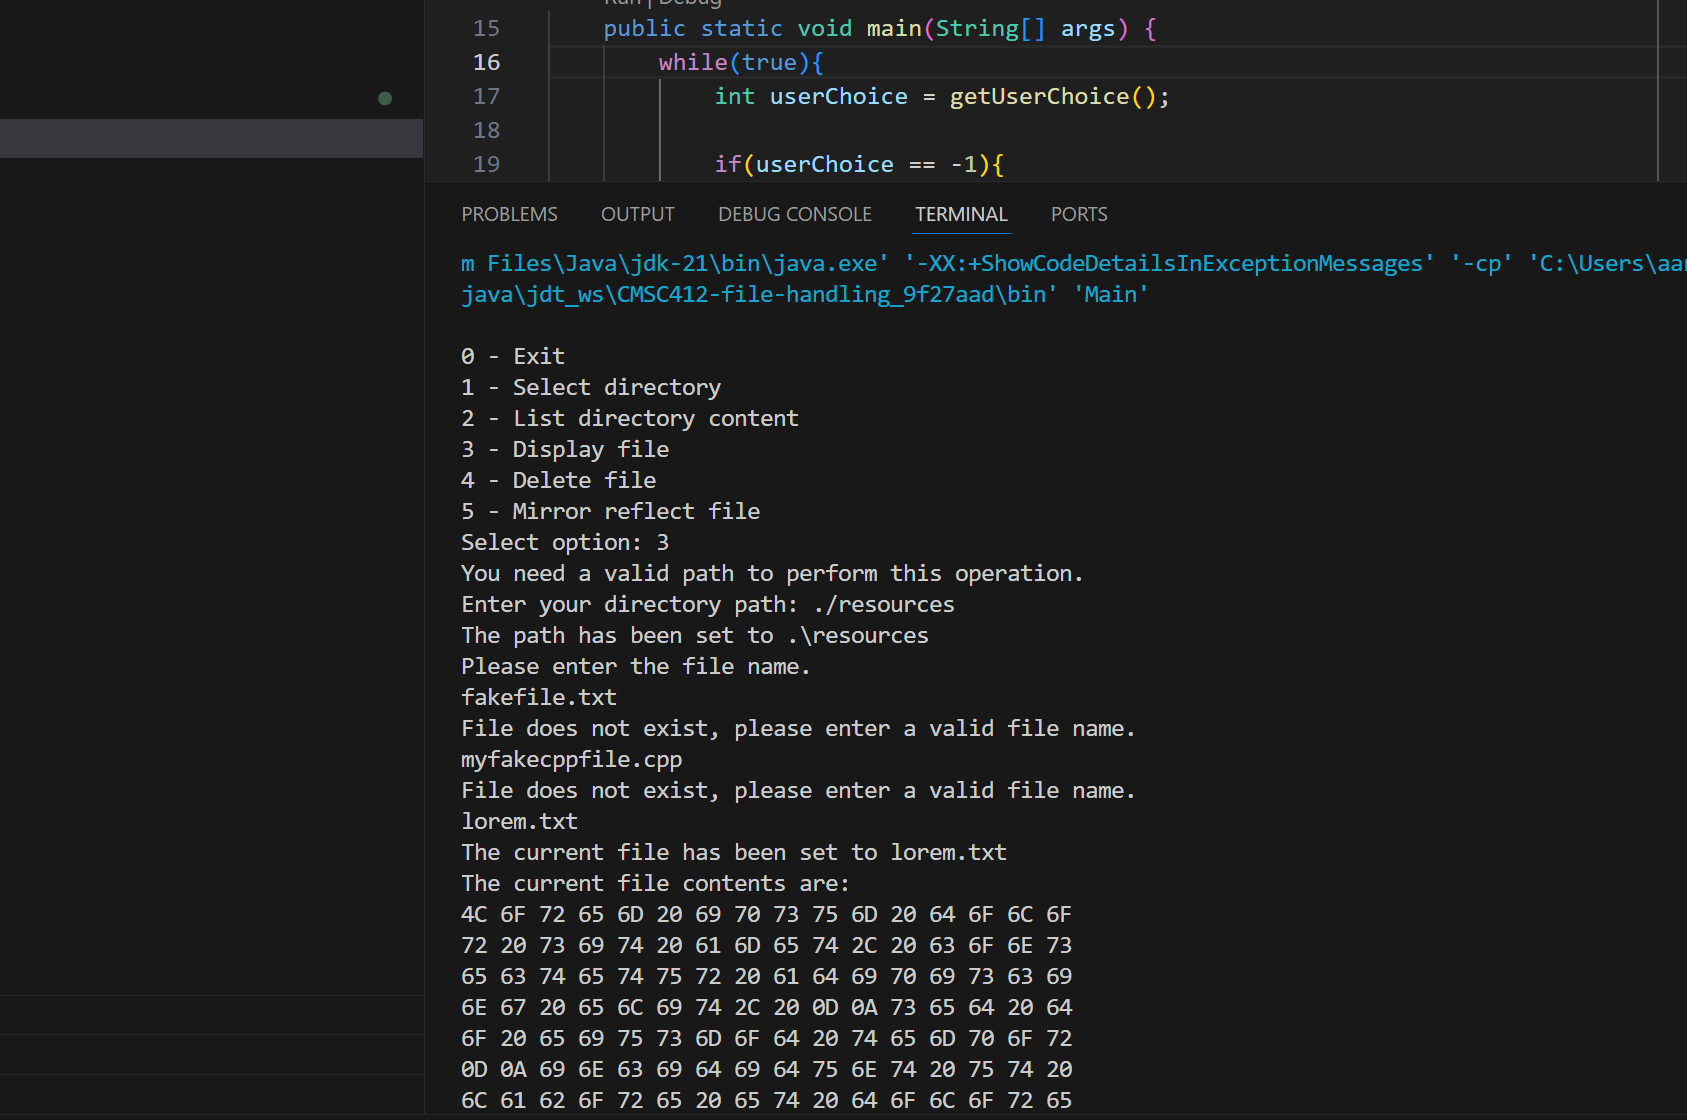 Run | Debug
15 public static void main(String[] args) {
16 while(true){
17 int userChoice = getUserChoice();
18
19 if(userChoice == -1){
PROBLEMS OUTPUT DEBUG CONSOLE TERMINAL PORTS
m Files\Java\jdk-21\bin\java.exe' '-XX:+ShowCodeDetailsInExceptionMessages' '-cp' 'C:\Users\aar
java\jdt_ws\CMSC412-file-handling_9f27aad\bin' 'Main'
0 - Exit
1 - Select directory
2 - List directory content
3 - Display file
4 - Delete file
5 - Mirror reflect file
Select option: 3
You need a valid path to perform this operation.
Enter your directory path: ./resources
The path has been set to .\resources
Please enter the file name.
fakefile.txt
File does not exist, please enter a valid file name.
myfakecppfile.cpp
File does not exist, please enter a valid file name.
lorem.txt
The current file has been set to lorem.txt
The current file contents are:
4C 6F 72 65 6D 20 69 70 73 75 6D 20 64 6F 6C 6F
72 20 73 69 74 20 61 6D 65 74 2C 20 63 6F 6E 73
65 63 74 65 74 75 72 20 61 64 69 70 69 73 63 69
6E 67 20 65 6C 69 74 2C 20 0D 0A 73 65 64 20 64
6F 20 65 69 75 73 6D 6F 64 20 74 65 6D 70 6F 72
0D 0A 69 6E 63 69 64 69 64 75 6E 74 20 75 74 20
6C 61 62 6F 72 65 20 65 74 20 64 6F 6C 6F 72 65